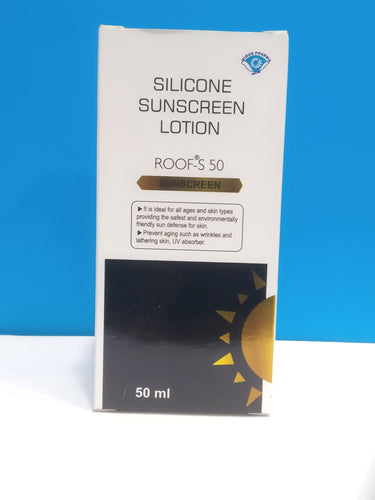 SILICONE
SUNSCREEN
LOTION
ROOF-S® 50
SUNSCREEN
▶ It is ideal for all ages and skin types
providing the safest and environmentally
friendly sun defense for skin.
▶ Prevent aging such as wrinkles and
lathering skin, UV absorber.
50 ml